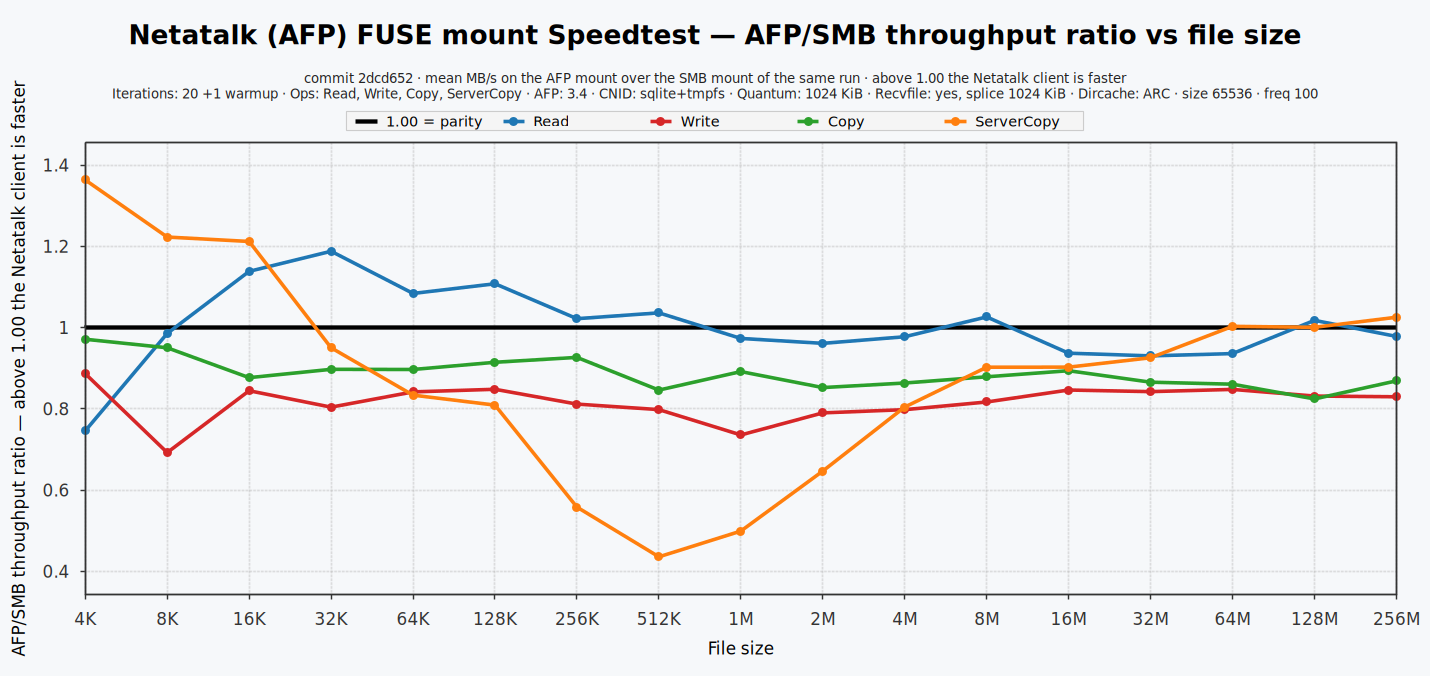 Netatalk (AFP) FUSE mount Speedtest — AFP/SMB throughput ratio vs file size
commit 2dcd652 · mean MB/s on the AFP mount over the SMB mount of the same run · above 1.00 the Netatalk client is faster
Iterations: 20 +1 warmup · Ops: Read, Write, Copy, ServerCopy · AFP: 3.4 · CNID: sqlite+tmpfs · Quantum: 1024 KiB · Recvfile: yes, splice 1024 KiB · Dircache: ARC · size 65536 · freq 100
1.00 = parity Read Write Copy ServerCopy
AFP/SMB throughput ratio — above 1.00 the Netatalk client is faster
1.4
1.2
1
0.8
0.6
0.4
4K 8K 16K 32K 64K 128K 256K 512K 1M 2M 4M 8M 16M 32M 64M 128M 256M
File size